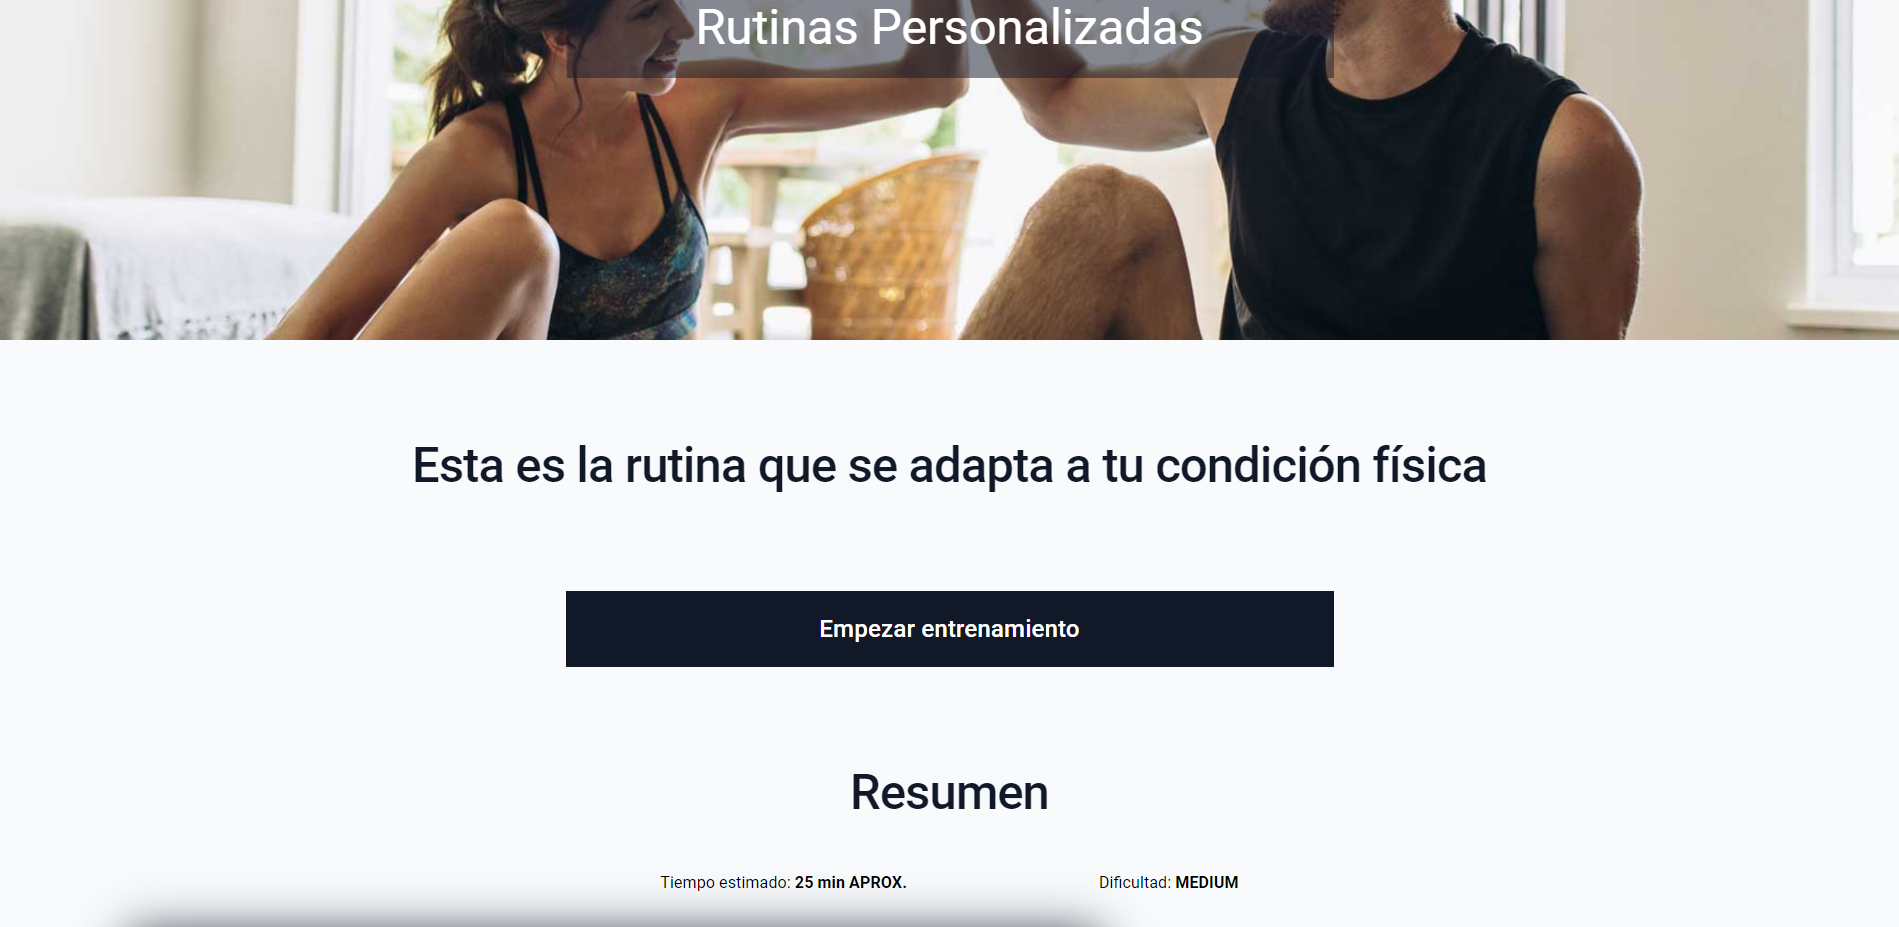 Rutinas Personalizadas
Esta es la rutina que se adapta a tu condición física
Empezar entrenamiento
Resumen
Tiempo estimado: 25 min APROX.
Dificultad: MEDIUM